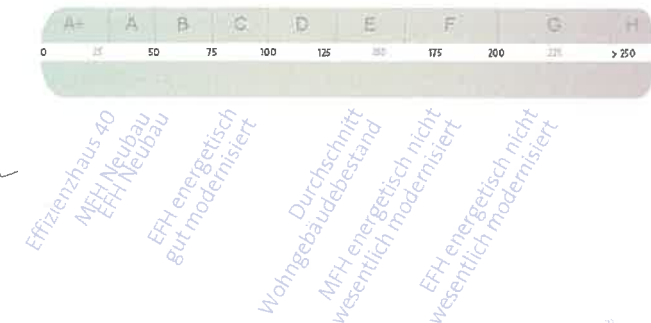 A+ A B C D E F G H
0 25 50 75 100 125 150 175 200 225 > 250
Effizienzhaus 40
MFH Neubau
EFH Neubau
EFH energetisch
gut modernisiert
Durchschnitt
Wohngebäudebestand
MFH energetisch nicht
wesentlich modernisiert
EFH energetisch nicht
wesentlich modernisiert